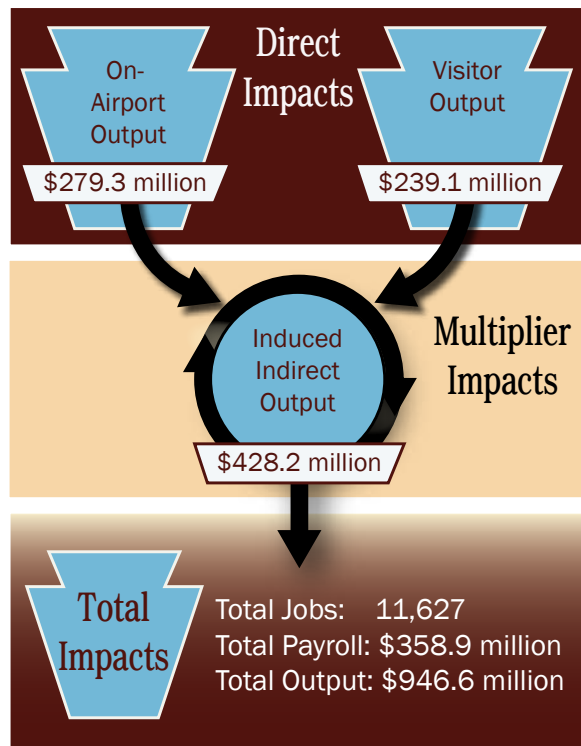 Direct
Impacts
On-
Airport
Output
$279.3 million
Visitor
Output
$239.1 million
Induced
Indirect
Output
$428.2 million
Multiplier
Impacts
Total
Impacts
Total Jobs: 11,627
Total Payroll: $358.9 million
Total Output: $946.6 million